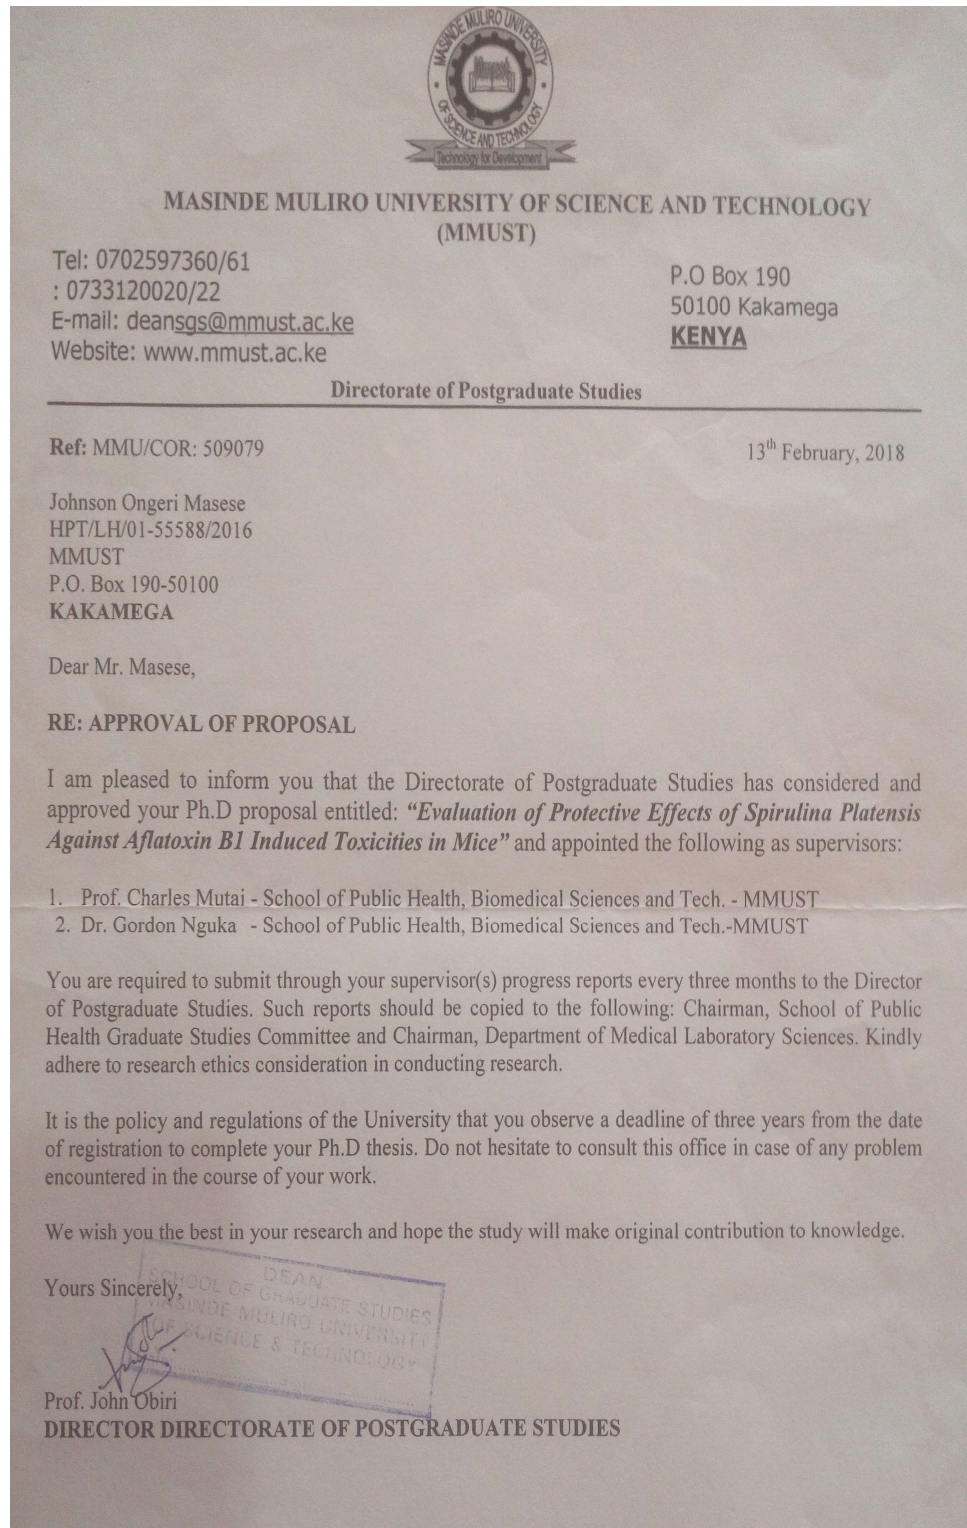 MASINDE MULIRO UNIVERSITY
OF SCIENCE AND TECHNOLOGY
Technology for Development
MASINDE MULIRO UNIVERSITY OF SCIENCE AND TECHNOLOGY
(MMUST)
Tel: 0702597360/61
: 0733120020/22
E-mail: deansgs@mmust.ac.ke
Website: www.mmust.ac.ke
P.O Box 190
50100 Kakamega
KENYA
Directorate of Postgraduate Studies
Ref: MMU/COR: 509079
13th February, 2018
Johnson Ongeri Masese
HPT/LH/01-55588/2016
MMUST
P.O. Box 190-50100
KAKAMEGA
Dear Mr. Masese,
RE: APPROVAL OF PROPOSAL
I am pleased to inform you that the Directorate of Postgraduate Studies has considered and
approved your Ph.D proposal entitled: “Evaluation of Protective Effects of Spirulina Platensis
Against Aflatoxin B1 Induced Toxicities in Mice” and appointed the following as supervisors:
1. Prof. Charles Mutai - School of Public Health, Biomedical Sciences and Tech. - MMUST
2. Dr. Gordon Nguka - School of Public Health, Biomedical Sciences and Tech.-MMUST
You are required to submit through your supervisor(s) progress reports every three months to the Director
of Postgraduate Studies. Such reports should be copied to the following: Chairman, School of Public
Health Graduate Studies Committee and Chairman, Department of Medical Laboratory Sciences. Kindly
adhere to research ethics consideration in conducting research.
It is the policy and regulations of the University that you observe a deadline of three years from the date
of registration to complete your Ph.D thesis. Do not hesitate to consult this office in case of any problem
encountered in the course of your work.
We wish you the best in your research and hope the study will make original contribution to knowledge.
Yours Sincerely,
DEAN
SCHOOL OF GRADUATE STUDIES
MASINDE MULIRO UNIVERSITY
OF SCIENCE & TECHNOLOGY
Prof. John Obiri
DIRECTOR DIRECTORATE OF POSTGRADUATE STUDIES